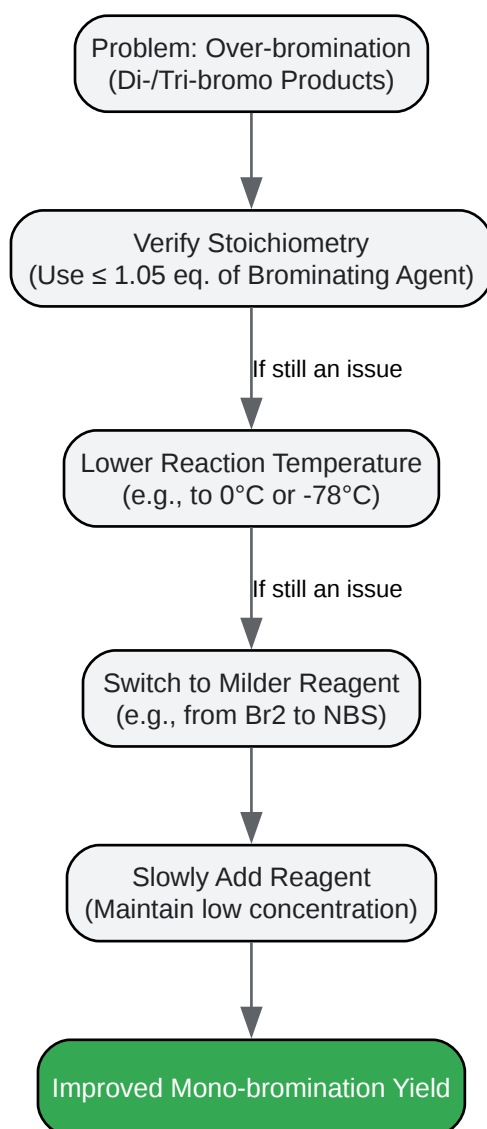 Problem: Over-bromination
(Di-/Tri-bromo Products)
Verify Stoichiometry
(Use ≤ 1.05 eq. of Brominating Agent)
If still an issue
Lower Reaction Temperature
(e.g., to 0°C or -78°C)
If still an issue
Switch to Milder Reagent
(e.g., from Br2 to NBS)
Slowly Add Reagent
(Maintain low concentration)
Improved Mono-bromination Yield